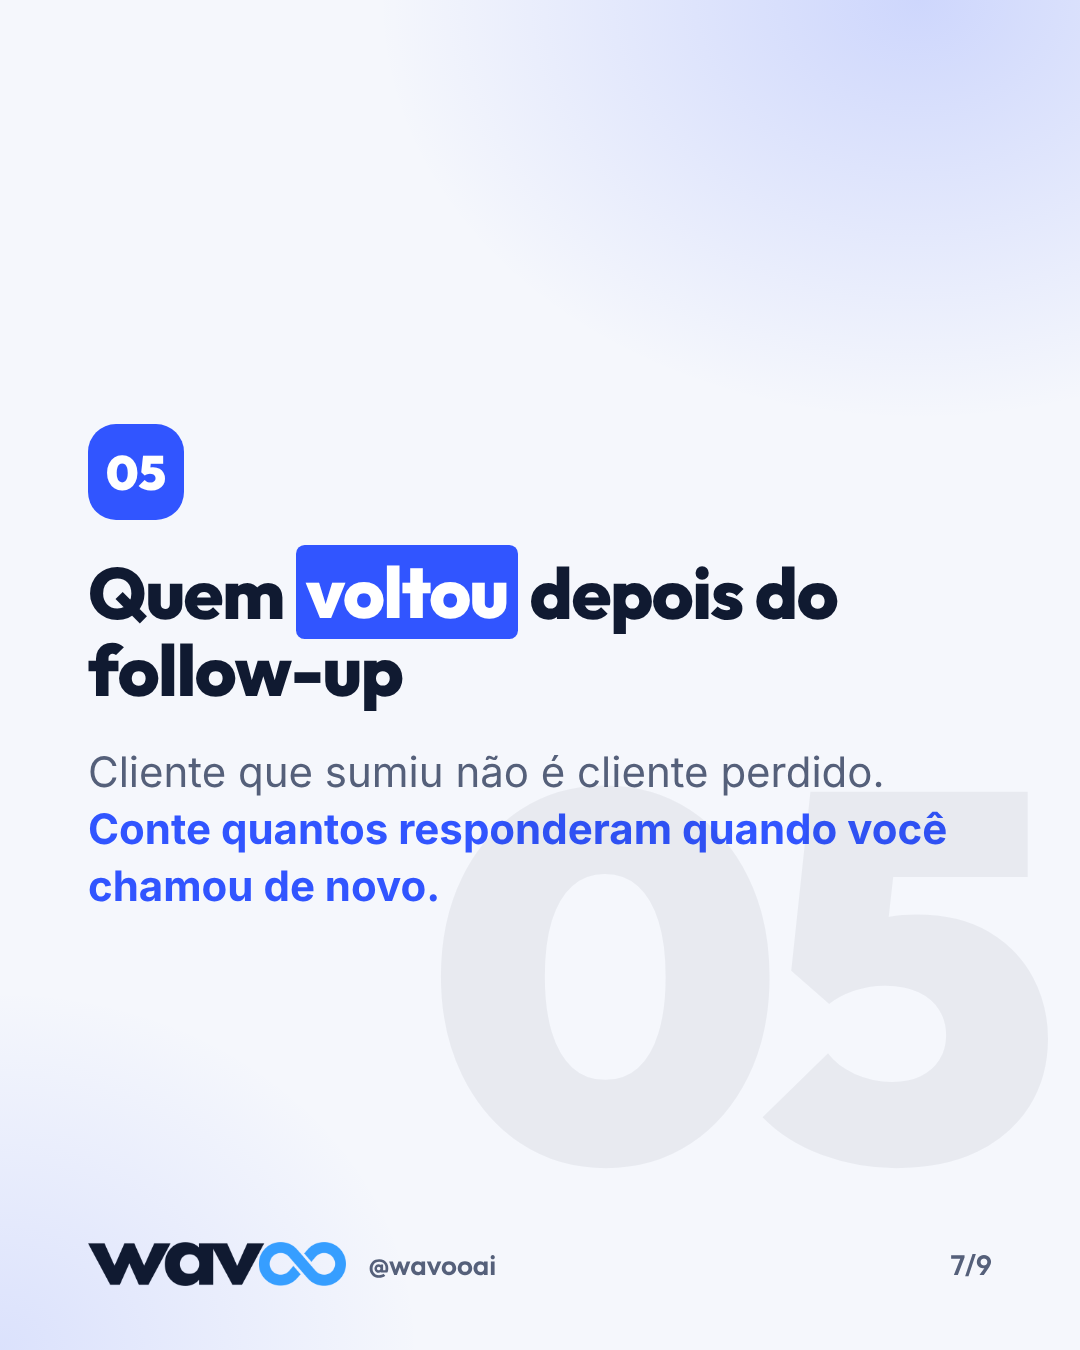 05
Quem voltou depois do
follow-up
Cliente que sumiu não é cliente perdido.
Conte quantos responderam quando você
chamou de novo.
05
wavoo @wavooai 7/9